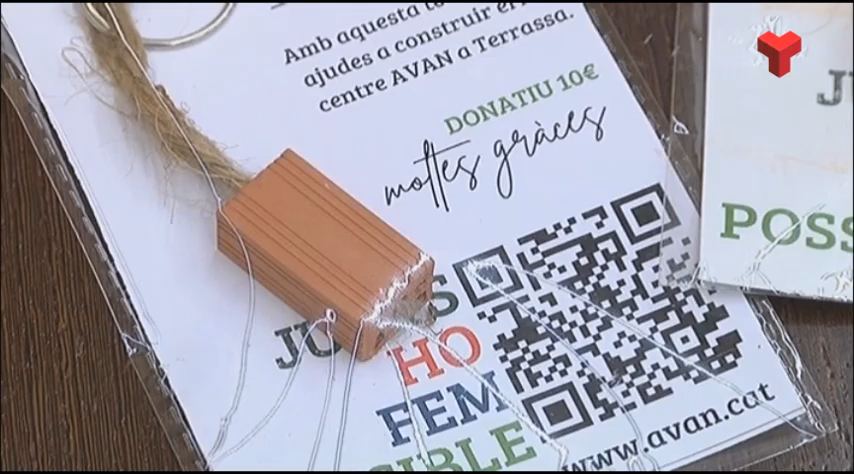 Amb aquesta
ajudes a construir el
centre AVAN a Terrassa.
DONATIU 10€
moltes gràcies
JU S
HO
FEM
SIBLE
www.avan.cat
J
POSS